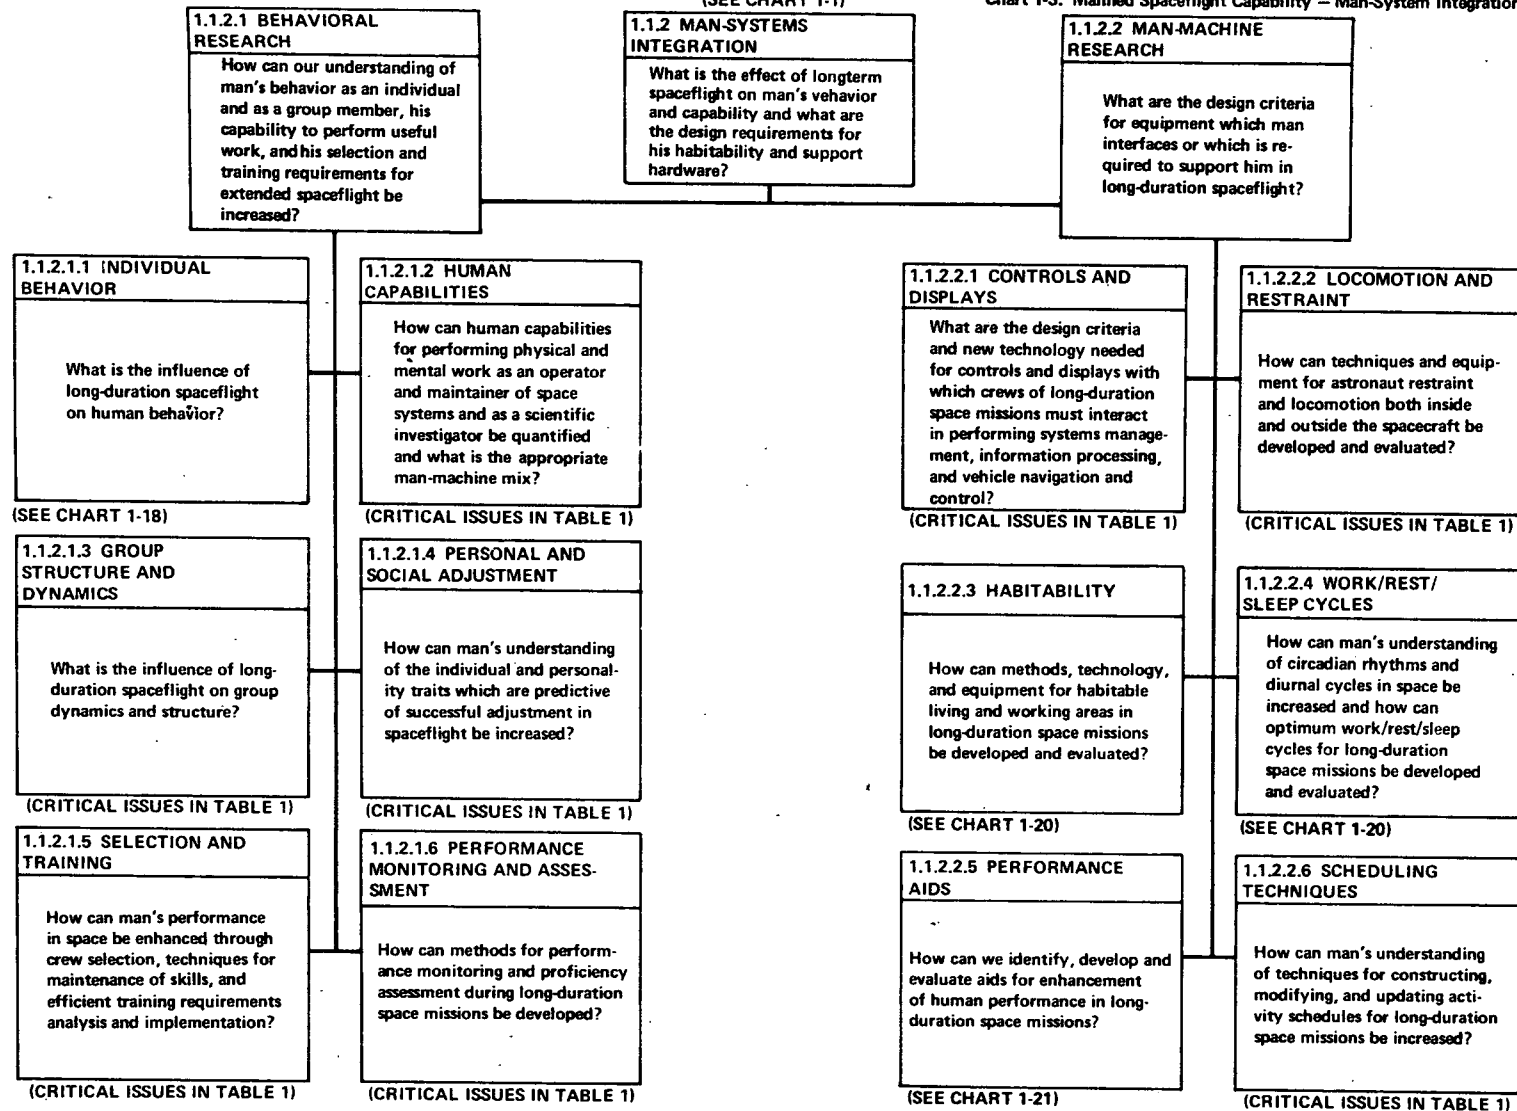 (SEE CHART 1-1)
Chart 1-3. Manned Spaceflight Capability — Man-System Integration
1.1.2.1 BEHAVIORAL
RESEARCH
How can our understanding of
man's behavior as an individual
and as a group member, his
capability to perform useful
work, and his selection and
training requirements for
extended spaceflight be
increased?
1.1.2 MAN-SYSTEMS
INTEGRATION
What is the effect of longterm
spaceflight on man's vehavior
and capability and what are
the design requirements for
his habitability and support
hardware?
1.1.2.2 MAN-MACHINE
RESEARCH
What are the design criteria
for equipment which man
interfaces or which is re-
quired to support him in
long-duration spaceflight?
1.1.2.1.1 INDIVIDUAL
BEHAVIOR
What is the influence of
long-duration spaceflight
on human behavior?
(SEE CHART 1-18)
1.1.2.1.2 HUMAN
CAPABILITIES
How can human capabilities
for performing physical and
mental work as an operator
and maintainer of space
systems and as a scientific
investigator be quantified
and what is the appropriate
man-machine mix?
(CRITICAL ISSUES IN TABLE 1)
1.1.2.2.1 CONTROLS AND
DISPLAYS
What are the design criteria
and new technology needed
for controls and displays with
which crews of long-duration
space missions must interact
in performing systems manage-
ment, information processing,
and vehicle navigation and
control?
(CRITICAL ISSUES IN TABLE 1)
1.1.2.2.2 LOCOMOTION AND
RESTRAINT
How can techniques and equip-
ment for astronaut restraint
and locomotion both inside
and outside the spacecraft be
developed and evaluated?
(CRITICAL ISSUES IN TABLE 1)
1.1.2.1.3 GROUP
STRUCTURE AND
DYNAMICS
What is the influence of long-
duration spaceflight on group
dynamics and structure?
(CRITICAL ISSUES IN TABLE 1)
1.1.2.1.4 PERSONAL AND
SOCIAL ADJUSTMENT
How can man's understanding
of the individual and personal-
ity traits which are predictive
of successful adjustment in
spaceflight be increased?
(CRITICAL ISSUES IN TABLE 1)
1.1.2.2.3 HABITABILITY
How can methods, technology,
and equipment for habitable
living and working areas in
long-duration space missions
be developed and evaluated?
(SEE CHART 1-20)
1.1.2.2.4 WORK/REST/
SLEEP CYCLES
How can man's understanding
of circadian rhythms and
diurnal cycles in space be
increased and how can
optimum work/rest/sleep
cycles for long-duration
space missions be developed
and evaluated?
(SEE CHART 1-20)
1.1.2.1.5 SELECTION AND
TRAINING
How can man's performance
in space be enhanced through
crew selection, techniques for
maintenance of skills, and
efficient training requirements
analysis and implementation?
(CRITICAL ISSUES IN TABLE 1)
1.1.2.1.6 PERFORMANCE
MONITORING AND ASSES-
SMENT
How can methods for perform-
ance monitoring and proficiency
assessment during long-duration
space missions be developed?
(CRITICAL ISSUES IN TABLE 1)
1.1.2.2.5 PERFORMANCE
AIDS
How can we identify, develop and
evaluate aids for enhancement
of human performance in long-
duration space missions?
(SEE CHART 1-21)
1.1.2.2.6 SCHEDULING
TECHNIQUES
How can man's understanding
of techniques for constructing,
modifying, and updating acti-
vity schedules for long-duration
space missions be increased?
(CRITICAL ISSUES IN TABLE 1)